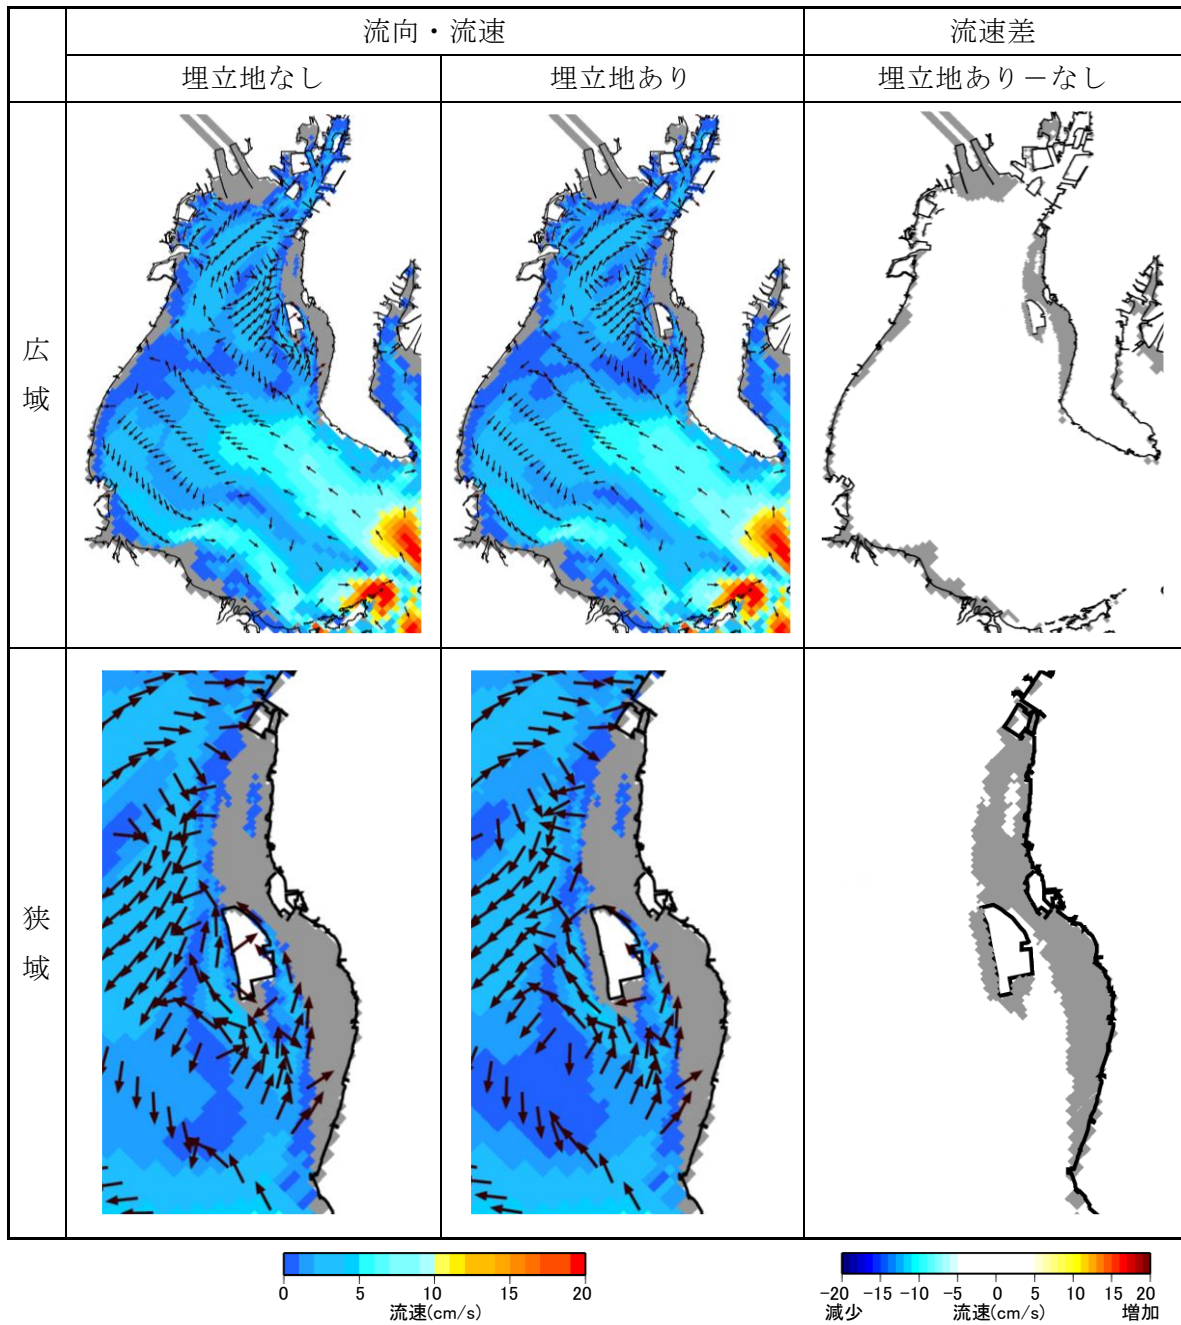 流向・流速
流速差
埋立地なし
埋立地あり
埋立地あり－なし
広域
狭域
0 5 10 15 20
流速(cm/s)
-20 -15 -10 -5 0 5 10 15 20
減少 流速(cm/s) 増加